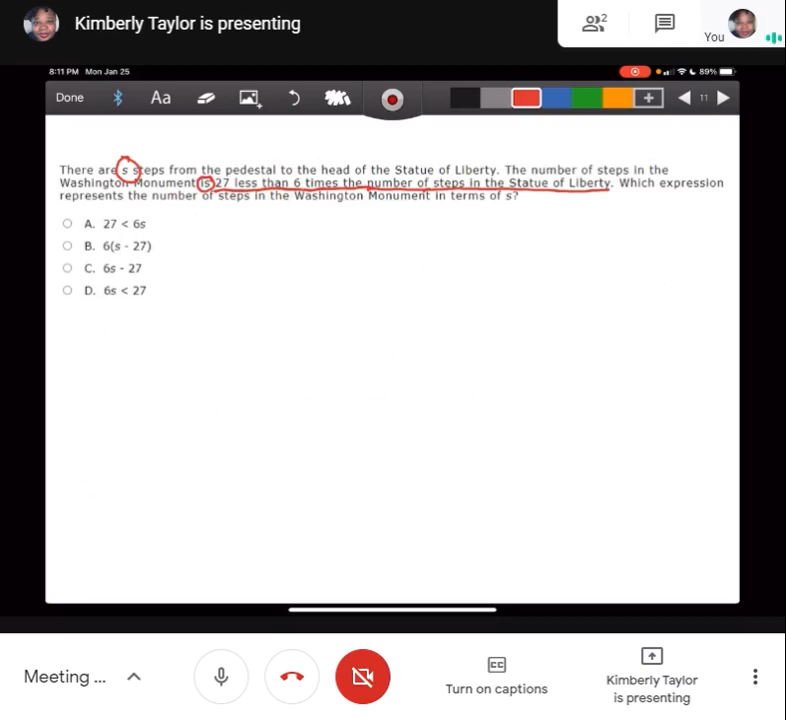 Kimberly Taylor is presenting
2
You
8:11 PM Mon Jan 25
89%
Done
Aa
11
There are s steps from the pedestal to the head of the Statue of Liberty. The number of steps in the
Washington Monument is 27 less than 6 times the number of steps in the Statue of Liberty. Which expression
represents the number of steps in the Washington Monument in terms of s?
A. 27 < 6s
B. 6(s - 27)
C. 6s - 27
D. 6s < 27
Meeting ...
CC
Turn on captions
Kimberly Taylor
is presenting